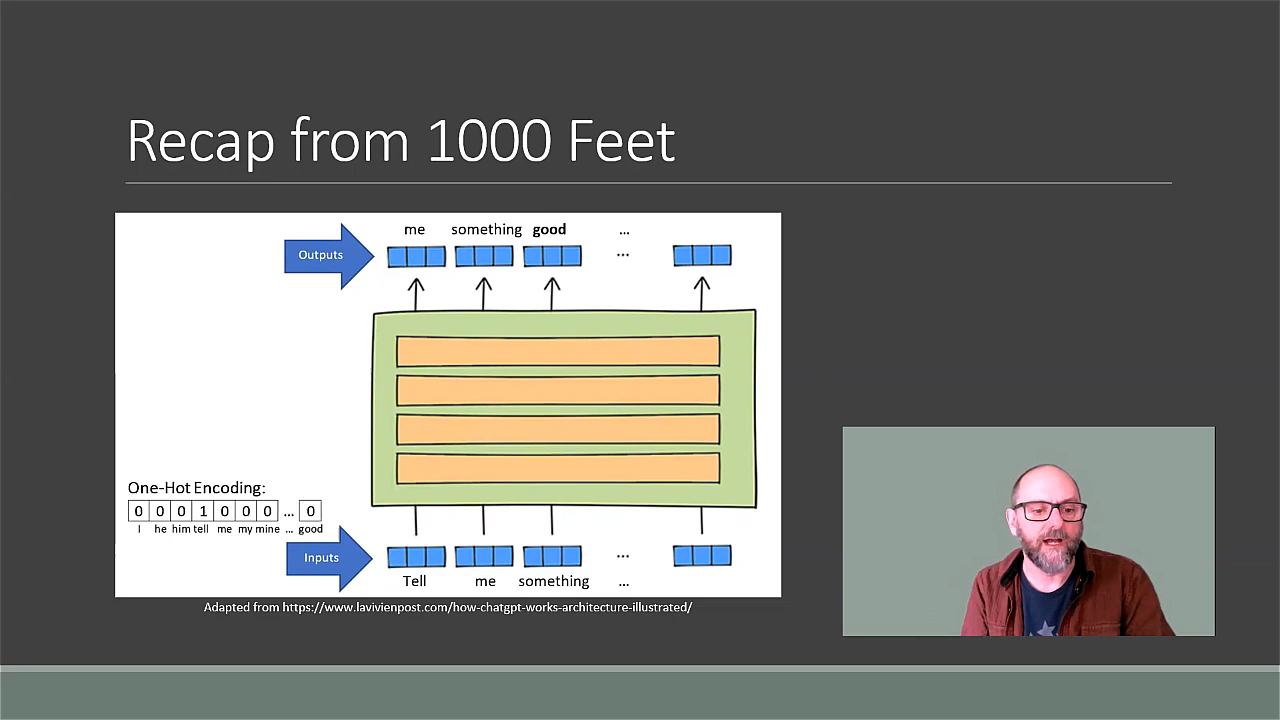 Recap from 1000 Feet
me something good ...
Outputs
...
One-Hot Encoding:
0 0 0 1 0 0 0 ... 0
I he him tell me my mine ... good
Inputs
...
Tell me something ...
Adapted from https://www.lavivienpost.com/how-chatgpt-works-architecture-illustrated/